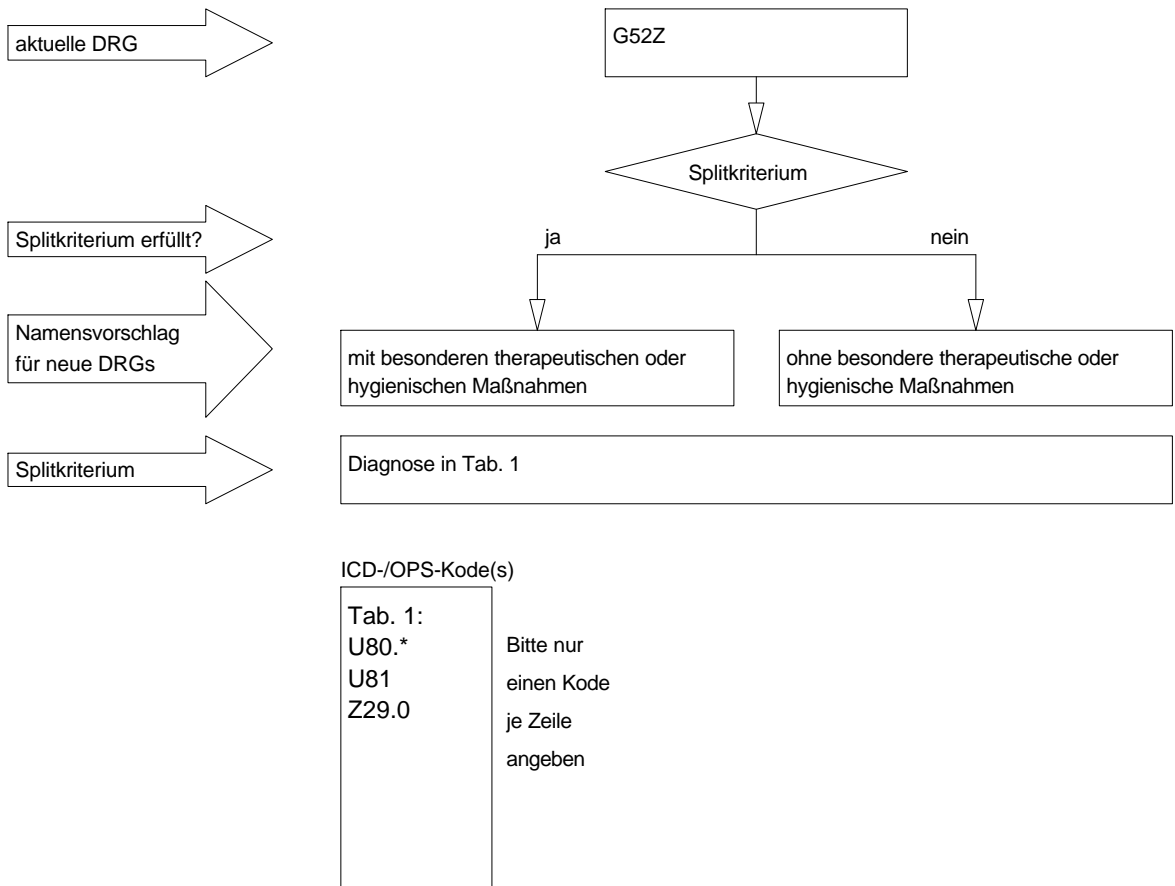 aktuelle DRG
G52Z
Splitkriterium
Splitkriterium erfüllt?
ja
nein
Namensvorschlag
für neue DRGs
mit besonderen therapeutischen oder
hygienischen Maßnahmen
ohne besondere therapeutische oder
hygienische Maßnahmen
Splitkriterium
Diagnose in Tab. 1
ICD-/OPS-Kode(s)
Tab. 1:
U80.*
U81
Z29.0
Bitte nur
einen Kode
je Zeile
angeben